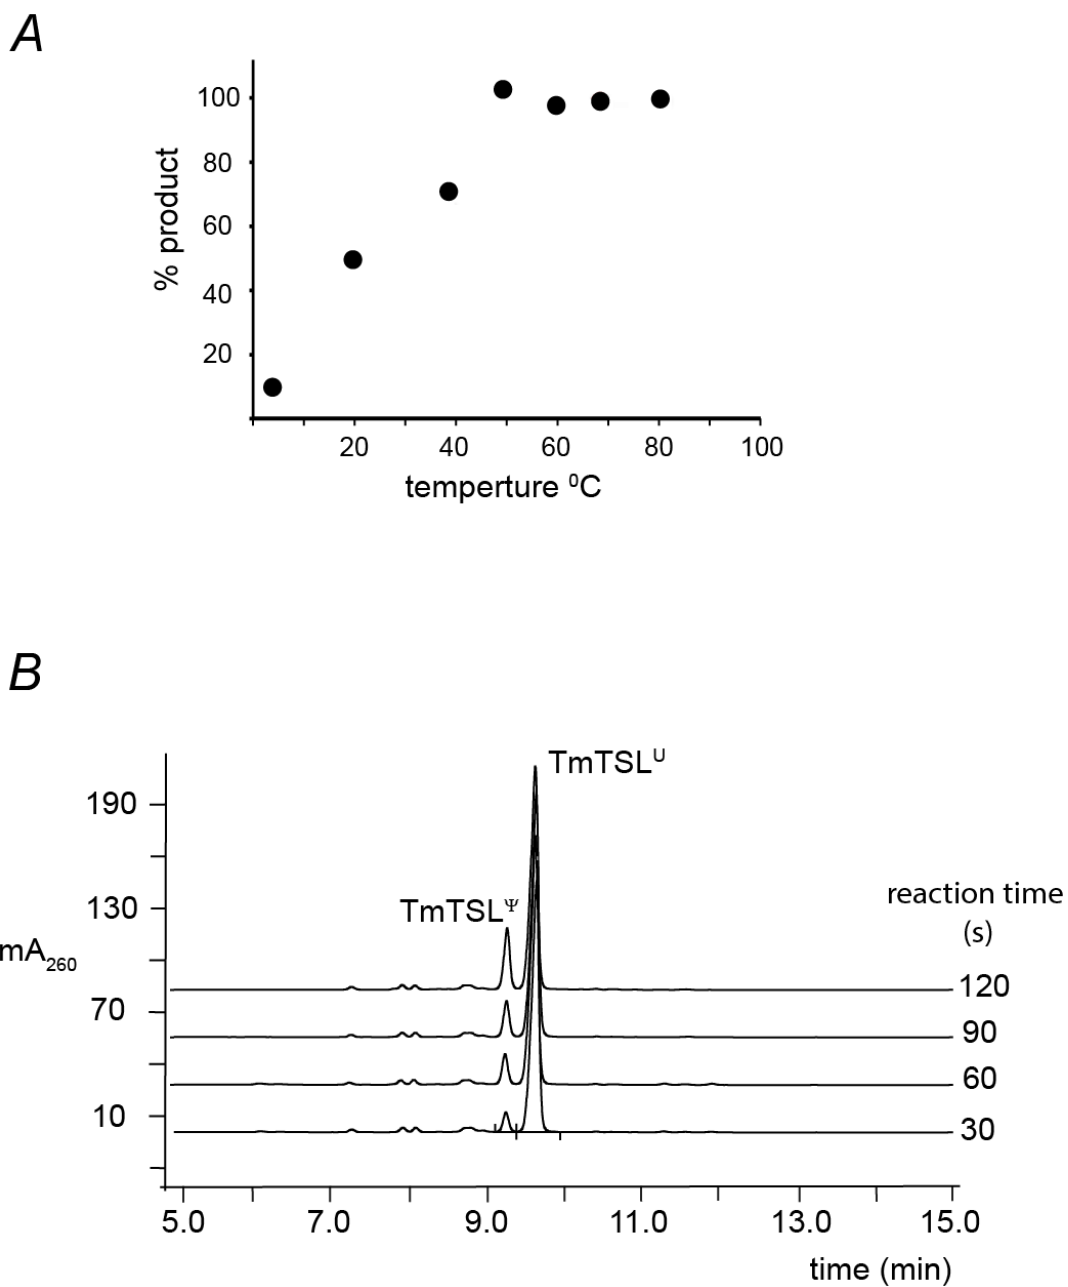 A
100
80
60
40
20
% product
20 40 60 80 100
temperture ⁰C
B
TmTSLᵁ
190
reaction time
(s)
TmTSLᴪ
130
mA₂₆₀
120
70
90
60
10
30
5.0 7.0 9.0 11.0 13.0 15.0
time (min)